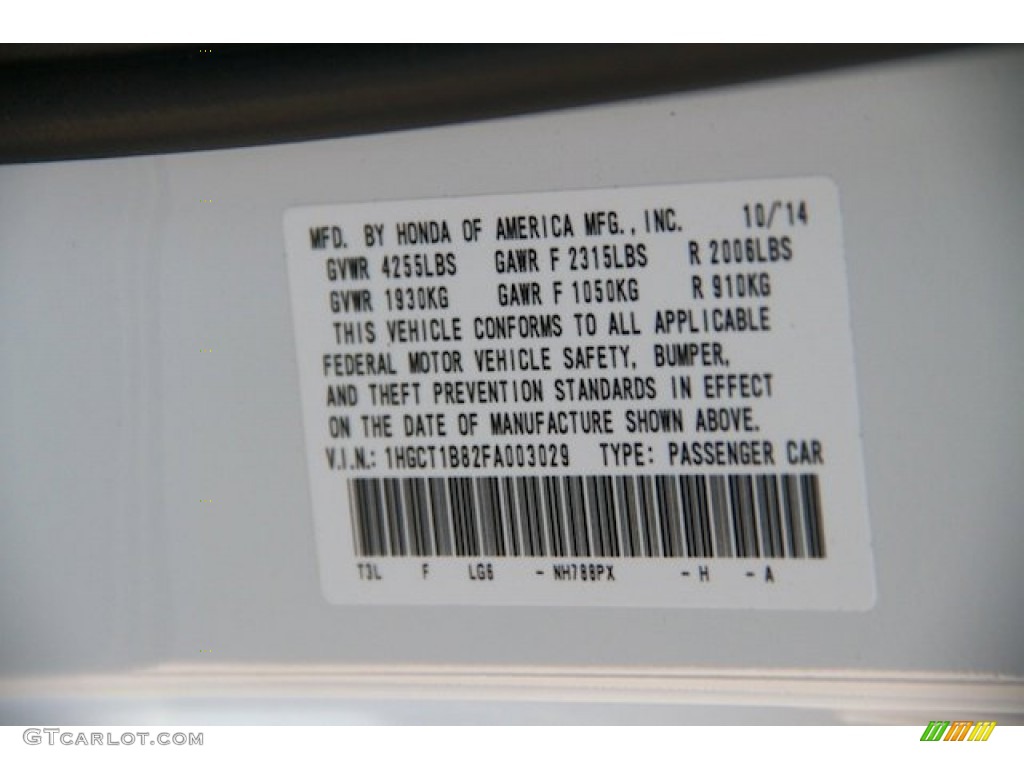 MFD. BY HONDA OF AMERICA MFG., INC. 10/'14
GVWR 4255LBS GAWR F 2315LBS R 2006LBS
GVWR 1930KG GAWR F 1050KG R 910KG
THIS VEHICLE CONFORMS TO ALL APPLICABLE
FEDERAL MOTOR VEHICLE SAFETY, BUMPER,
AND THEFT PREVENTION STANDARDS IN EFFECT
ON THE DATE OF MANUFACTURE SHOWN ABOVE.
V.I.N.: 1HGCT1B82FA003029 TYPE: PASSENGER CAR
T3L F LG6 - NH788PX - H - A
GTCARLOT.COM